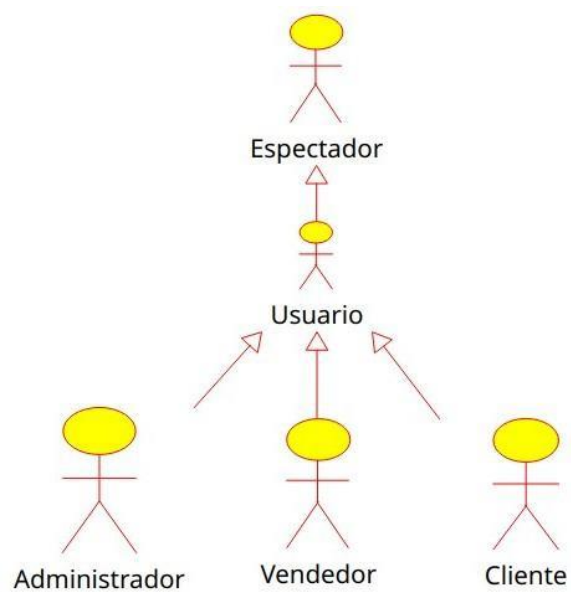 Espectador
Usuario
Administrador
Vendedor
Cliente